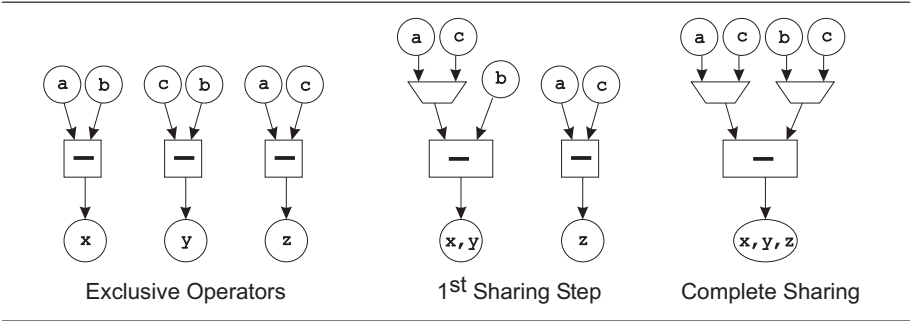 a c a c b c
a b c b a c b a c
− − − − − −
x y z x,y z x,y,z
Exclusive Operators 1st Sharing Step Complete Sharing